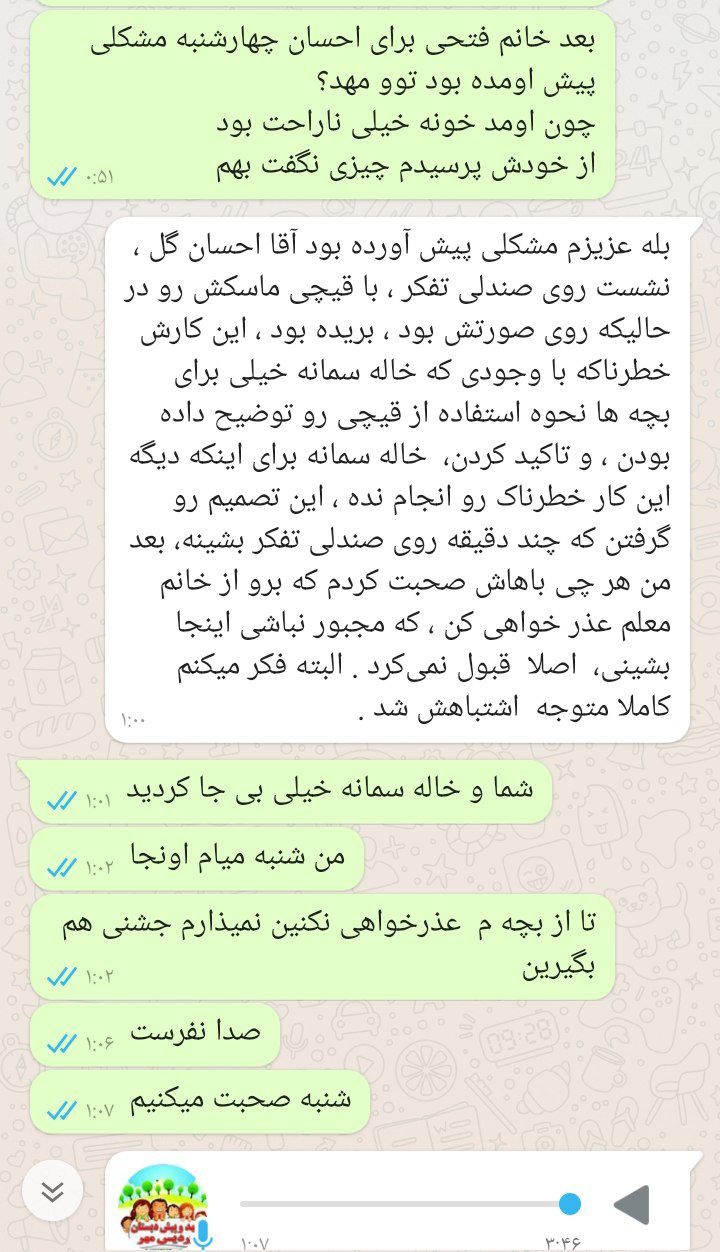 بعد خانم فتحی برای احسان چهارشنبه مشکلی
پیش اومده بود توو مهد؟
چون اومد خونه خیلی ناراحت بود
از خودش پرسیدم چیزی نگفت بهم
۰:۵۱
بله عزیزم مشکلی پیش آورده بود آقا احسان گل ،
نشست روی صندلی تفکر ، با قیچی ماسکش رو در
حالیکه روی صورتش بود ، بریده بود ، این کارش
خطرناکه با وجودی که خاله سمانه خیلی برای
بچه ها نحوه استفاده از قیچی رو توضیح داده
بودن ، و تاکید کردن، خاله سمانه برای اینکه دیگه
این کار خطرناک رو انجام نده ، این تصمیم رو
گرفتن که چند دقیقه روی صندلی تفکر بشینه، بعد
من هر چی باهاش صحبت کردم که برو از خانم
معلم عذر خواهی کن ، که مجبور نباشی اینجا
بشینی، اصلا قبول نمی‌کرد . البته فکر میکنم
کاملا متوجه اشتباهش شد .
۱:۰۰
شما و خاله سمانه خیلی بی جا کردید
۱:۰۱
من شنبه میام اونجا
۱:۰۲
تا از بچه م عذرخواهی نکنین نمیذارم جشنی هم
بگیرین
۱:۰۲
صدا نفرست
۱:۰۶
شنبه صحبت میکنیم
۱:۰۷
پیش دبستان
پردیس مهر
۳:۴۶
۱:۰۷